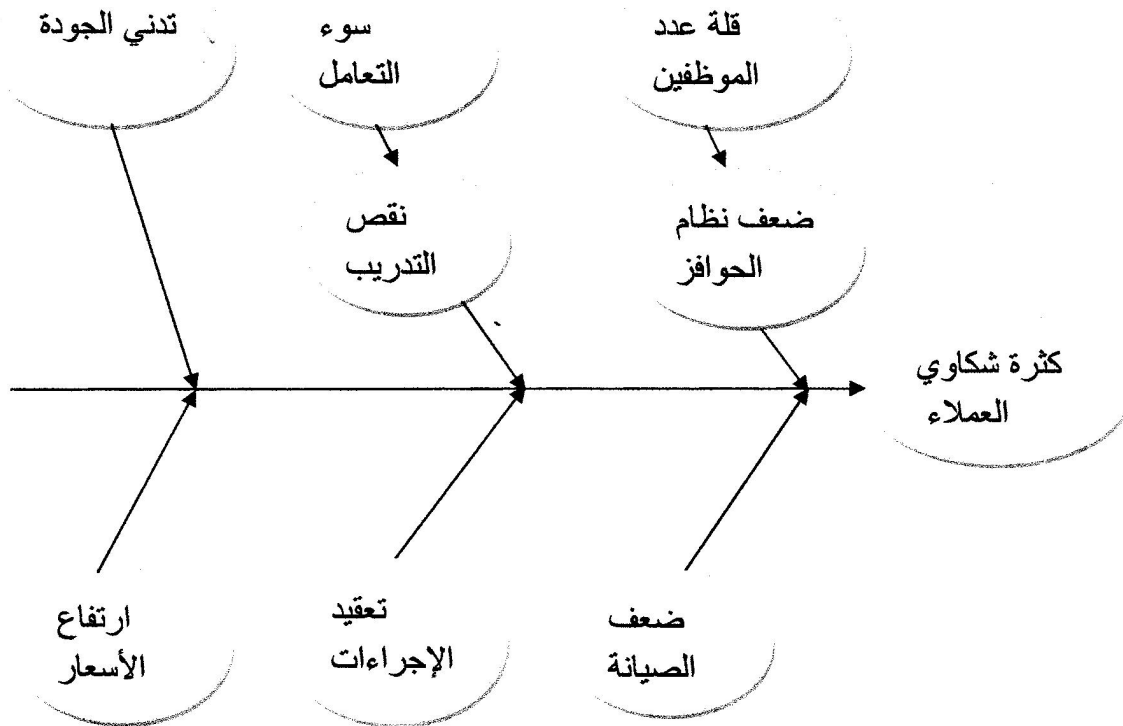 قلة عدد
الموظفين
سوء
التعامل
تدني الجودة
ضعف نظام
الحوافز
نقص
التدريب
كثرة شكاوي
العملاء
ضعف
الصيانة
تعقيد
الإجراءات
ارتفاع
الأسعار